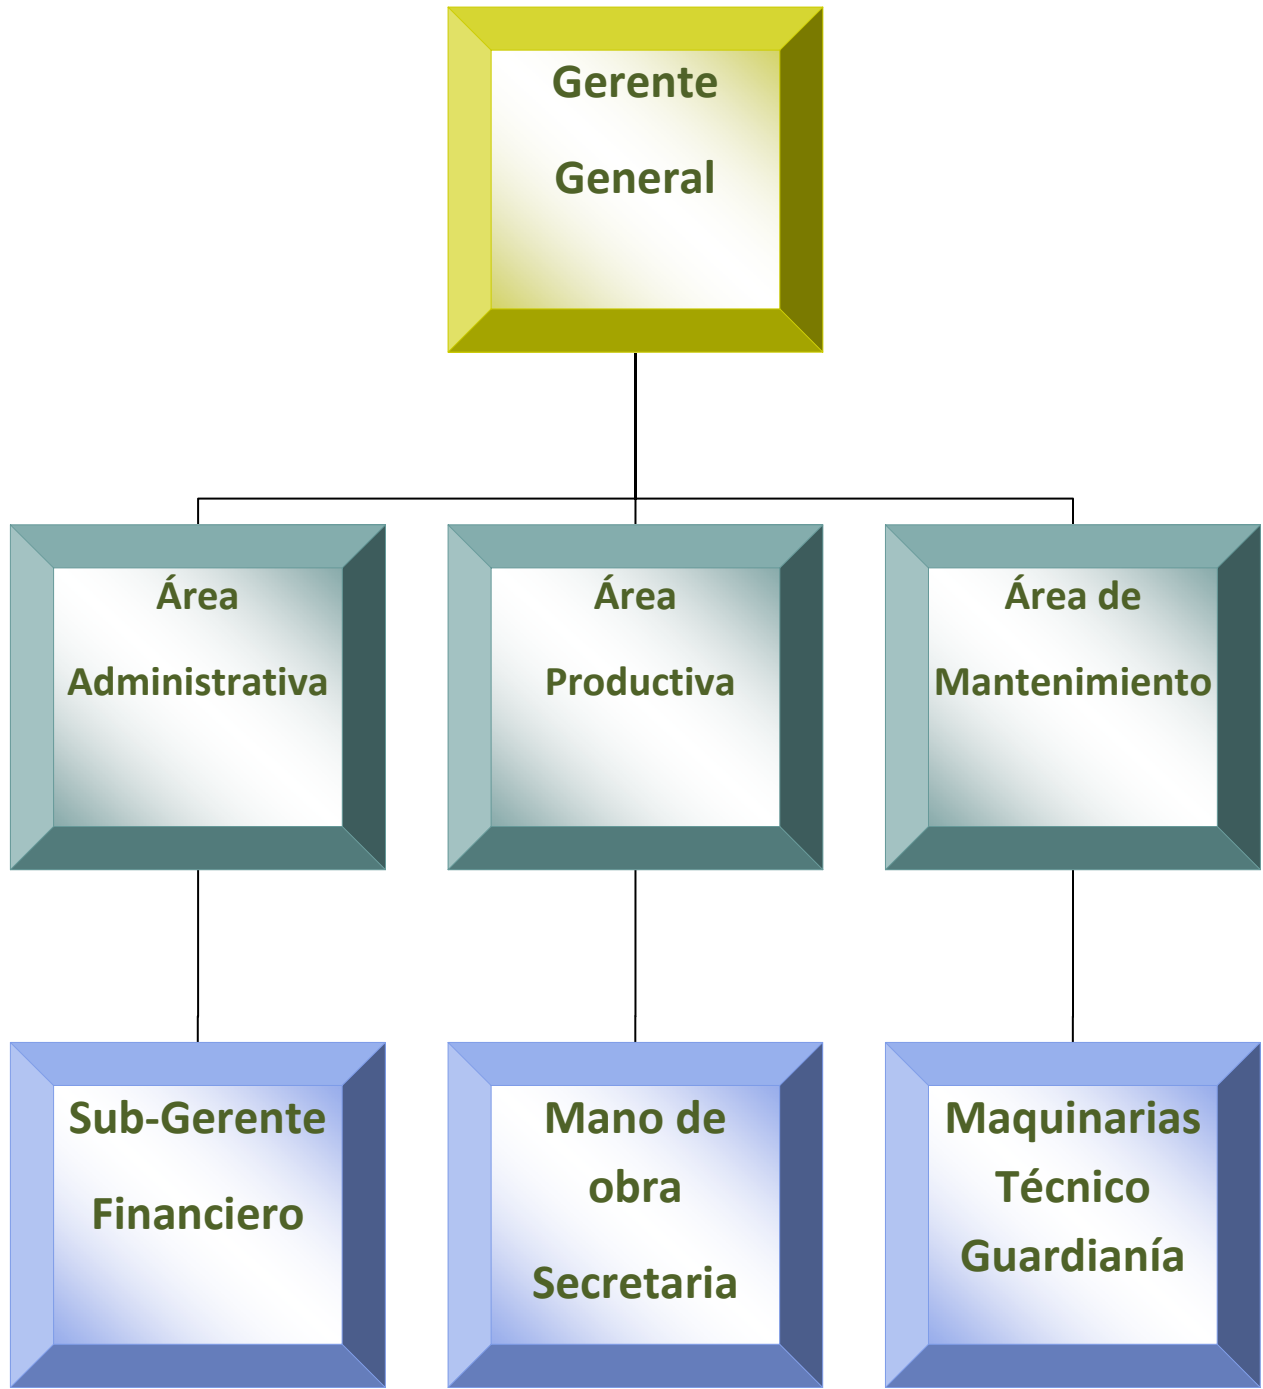 Gerente
General
Área
Administrativa
Área
Productiva
Área de
Mantenimiento
Sub-Gerente
Financiero
Mano de
obra
Secretaria
Maquinarias
Técnico
Guardianía